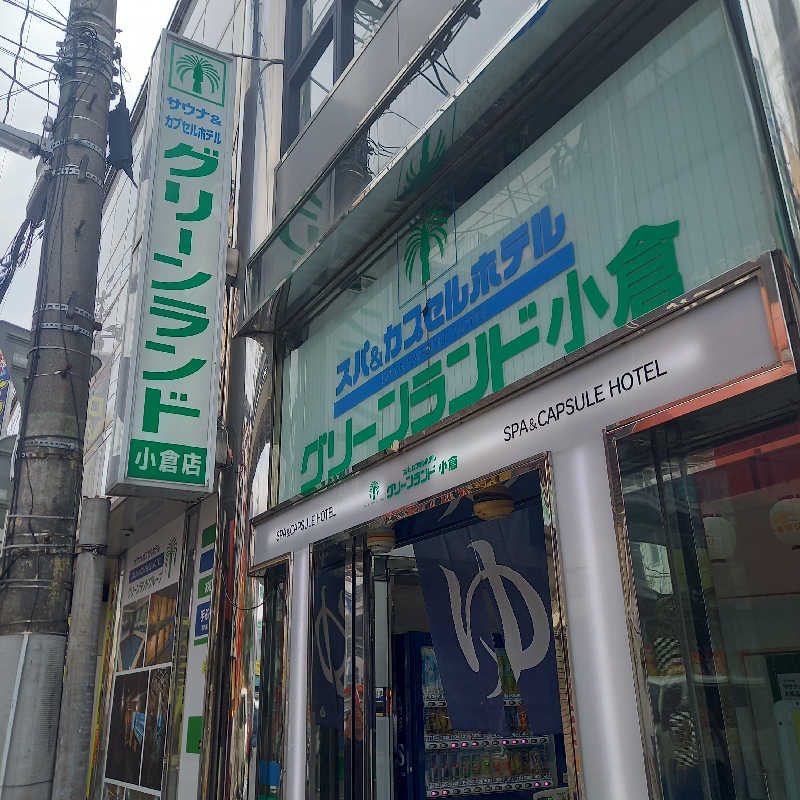 サウナ&
カプセルホテル
グリーンランド
小倉店
スパ&カプセルホテル
グリーンランド小倉
グリーンランド 小倉
SPA&CAPSULE HOTEL
SPA&CAPSULE HOTEL
ゆ
ゆ